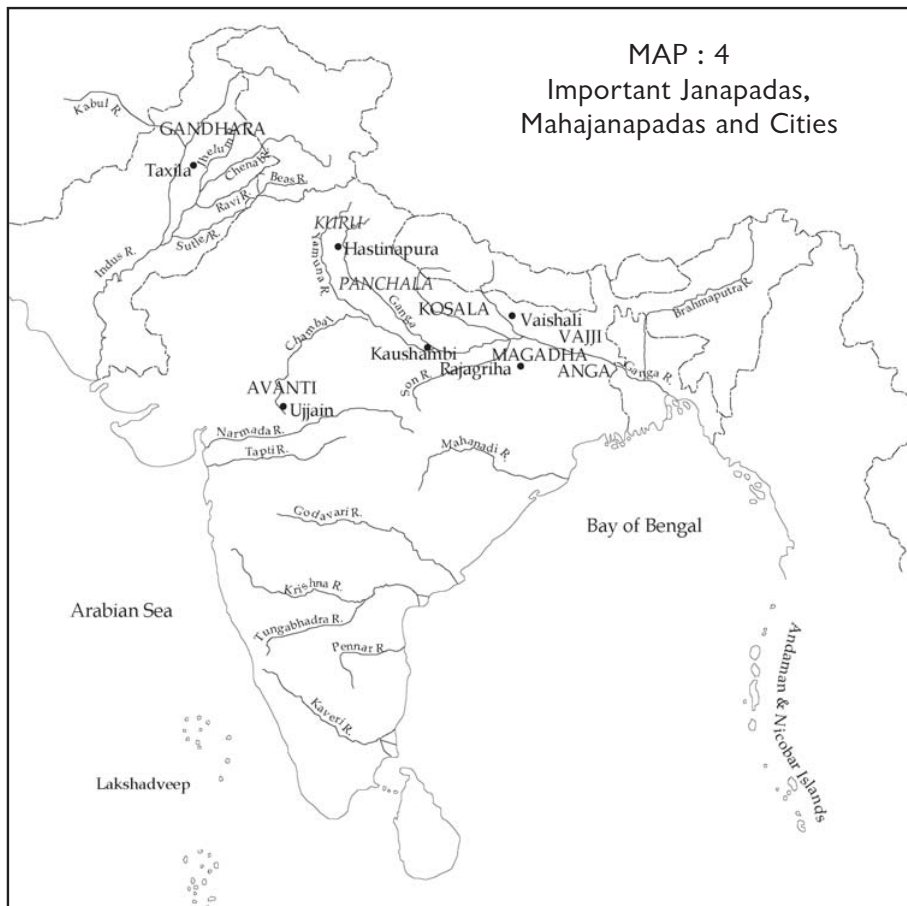 MAP : 4
Important Janapadas,
Mahajanapadas and Cities
Kabul R.
GANDHARA
Jhelum R.
Taxila
Chenab R.
Beas R.
Ravi R.
Sutlej R.
Indus R.
KURU
Hastinapura
Yamuna R.
PANCHALA
Ganga
KOSALA
Brahmaputra R.
Vaishali
Chambal
VAJJI
Kaushambi
MAGADHA
Rajagriha
ANGA
Ganga R.
Son R.
AVANTI
Ujjain
Narmada R.
Tapti R.
Mahanadi R.
Godavari R.
Bay of Bengal
Krishna R.
Arabian Sea
Tungabhadra R.
Pennar R.
Kaveri R.
Andaman & Nicobar Islands
Lakshadveep